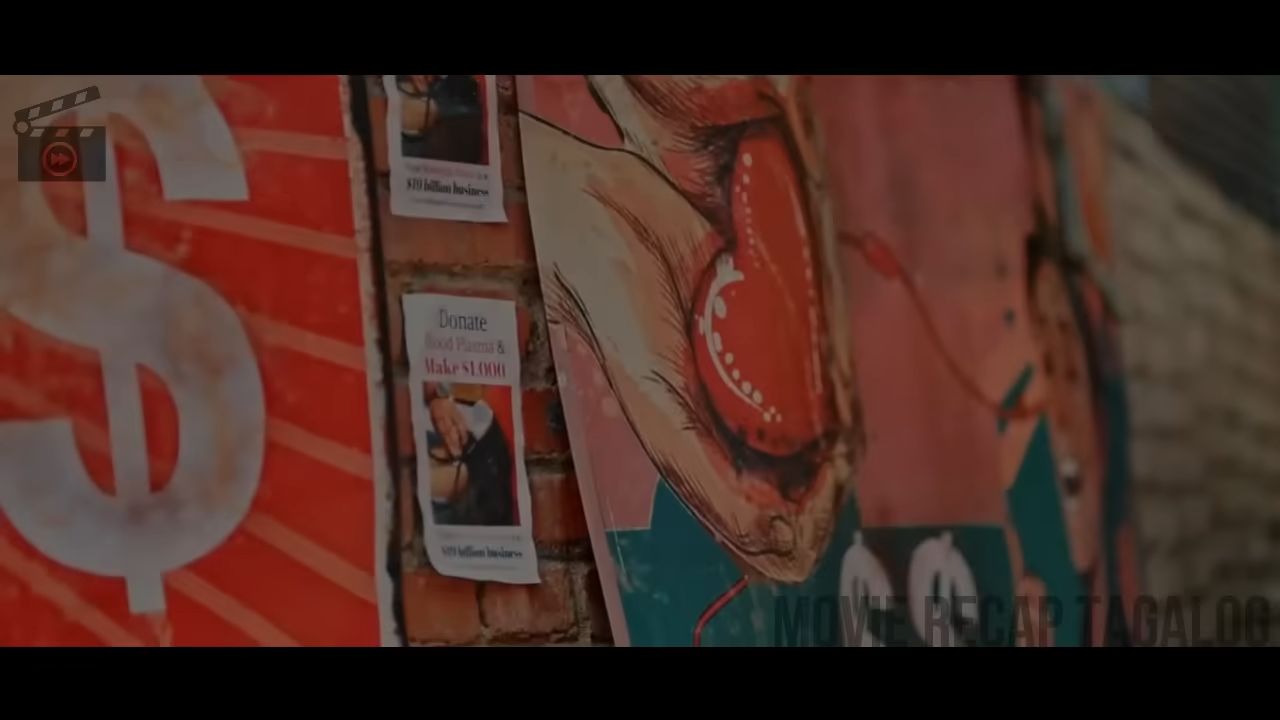 $
$19 billion business
Donate
Blood Plasma &
Make $1,000
$19 billion business
MOVIE RECAP TAGALOG